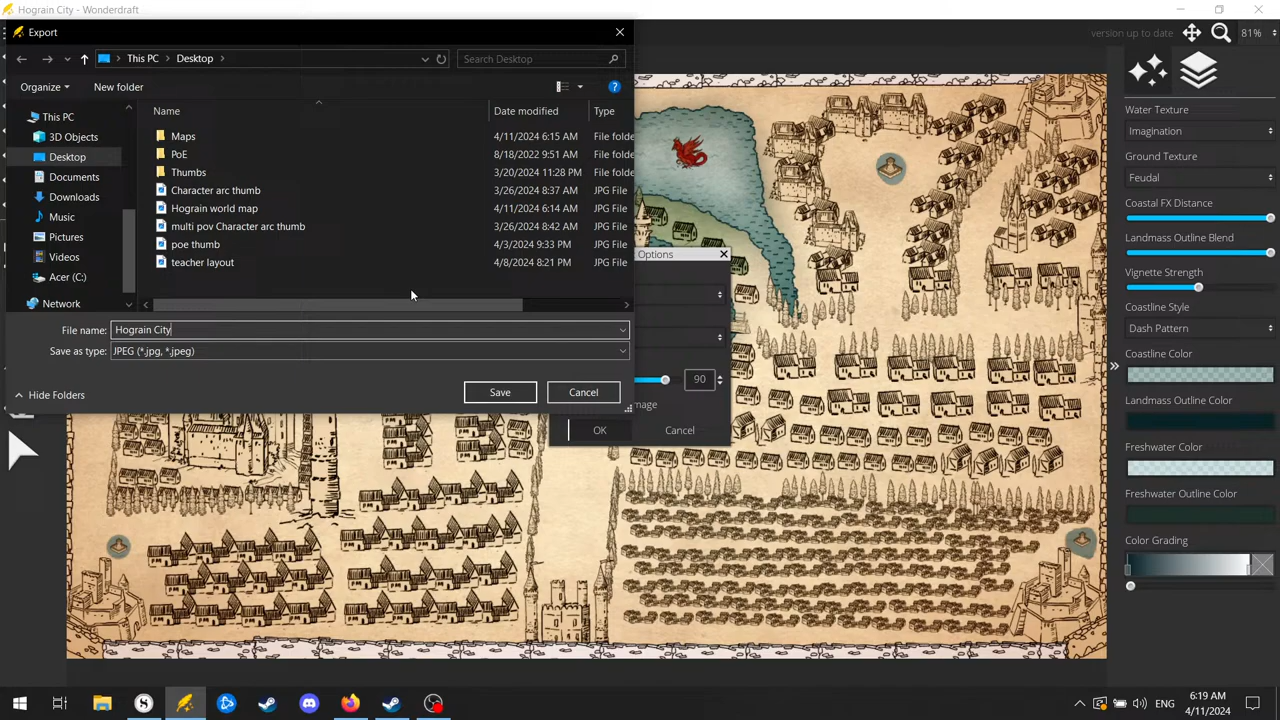 Hograin City - Wonderdraft
Export
This PC
Desktop
Search Desktop
version up to date
81%
Organize
New folder
Name
Date modified
Type
This PC
3D Objects
Desktop
Documents
Downloads
Music
Pictures
Videos
Acer (C:)
Network
Maps
4/11/2024 6:15 AM
File folde
PoE
8/18/2022 9:51 AM
File folde
Thumbs
3/20/2024 11:28 PM
File folde
Character arc thumb
3/26/2024 8:37 AM
JPG File
Hograin world map
4/11/2024 6:14 AM
JPG File
multi pov Character arc thumb
3/26/2024 8:42 AM
JPG File
poe thumb
4/3/2024 9:33 PM
JPG File
teacher layout
4/8/2024 8:21 PM
JPG File
File name:
Hograin City
Save as type:
JPEG (*.jpg, *.jpeg)
Hide Folders
Save
Cancel
Options
90
mage
OK
Cancel
Water Texture
Imagination
Ground Texture
Feudal
Coastal FX Distance
Landmass Outline Blend
Vignette Strength
Coastline Style
Dash Pattern
Coastline Color
Landmass Outline Color
Freshwater Color
Freshwater Outline Color
Color Grading
ENG
6:19 AM
4/11/2024